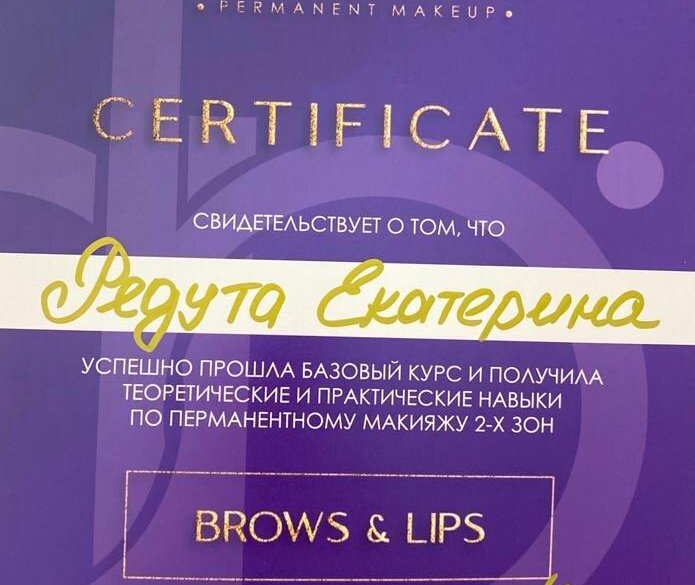 • PERMANENT MAKEUP •
CERTIFICATE
СВИДЕТЕЛЬСТВУЕТ О ТОМ, ЧТО
Редута Екатерина
УСПЕШНО ПРОШЛА БАЗОВЫЙ КУРС И ПОЛУЧИЛА
ТЕОРЕТИЧЕСКИЕ И ПРАКТИЧЕСКИЕ НАВЫКИ
ПО ПЕРМАНЕНТНОМУ МАКИЯЖУ 2-Х ЗОН
BROWS & LIPS